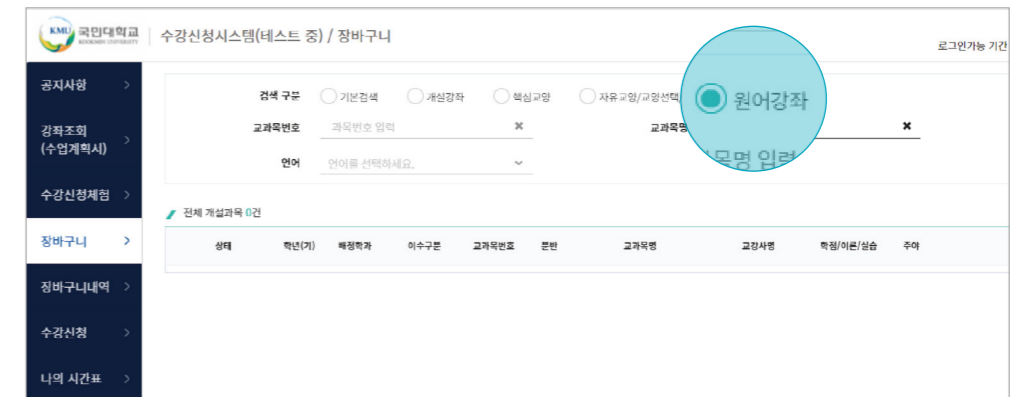 KMU 국민대학교
KOOKMIN UNIVERSITY
수강신청시스템(테스트 중) / 장바구니
로그인가능 기간
공지사항
강좌조회
(수업계획시)
수강신청체험
장바구니
장바구니내역
수강신청
나의 시간표
검색 구분 기본검색 개설강좌 핵심교양 자유교양/교양선택/ 원어강좌
교과목번호 과목번호 입력 교과목명
목명 입력
언어 언어를 선택하세요.
전체 개설과목 0건
상태 학년(기) 배정학과 이수구분 교과목번호 분반 교과목명 교강사명 학점/이론/실습 주야